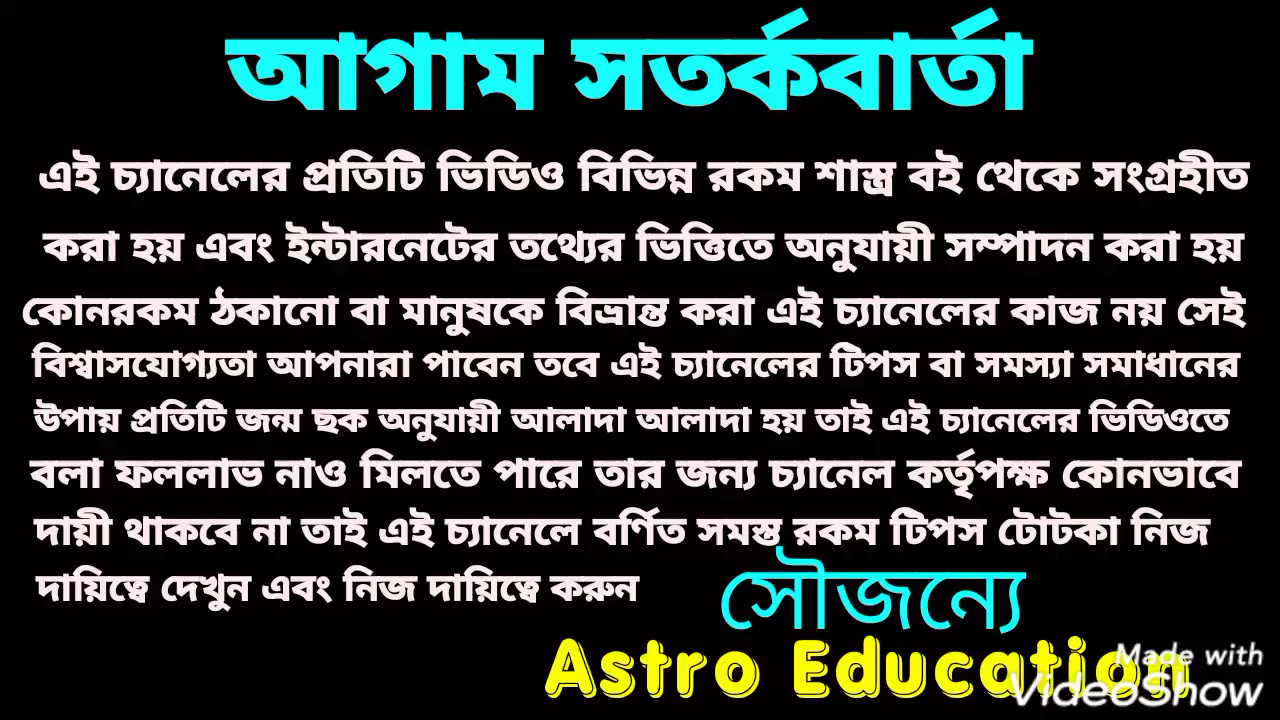 আগাম সতর্কবার্তা
এই চ্যানেলের প্রতিটি ভিডিও বিভিন্ন রকম শাস্ত্র বই থেকে সংগ্রহীত
করা হয় এবং ইন্টারনেটের তথ্যের ভিত্তিতে অনুযায়ী সম্পাদন করা হয়
কোনরকম ঠকানো বা মানুষকে বিভ্রান্ত করা এই চ্যানেলের কাজ নয় সেই
বিশ্বাসযোগ্যতা আপনারা পাবেন তবে এই চ্যানেলের টিপস বা সমস্যা সমাধানের
উপায় প্রতিটি জন্ম ছক অনুযায়ী আলাদা আলাদা হয় তাই এই চ্যানেলের ভিডিওতে
বলা ফললাভ নাও মিলতে পারে তার জন্য চ্যানেল কর্তৃপক্ষ কোনভাবে
দায়ী থাকবে না তাই এই চ্যানেলে বর্ণিত সমস্ত রকম টিপস টোটকা নিজ
দায়িত্বে দেখুন এবং নিজ দায়িত্বে করুন
সৌজন্যে
Astro Education
Made with
VideoShow